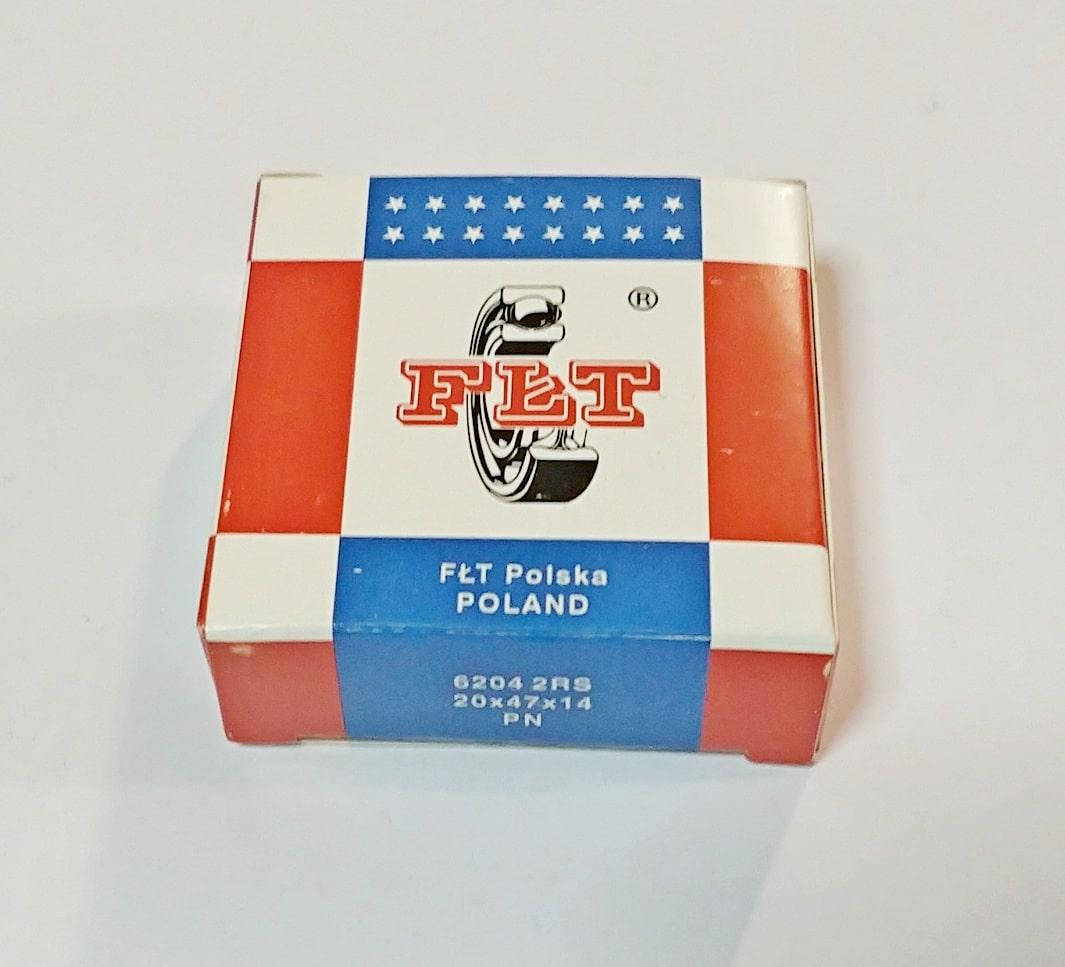 ®
FŁT
FŁT Polska
POLAND
6204 2RS
20x47x14
PN